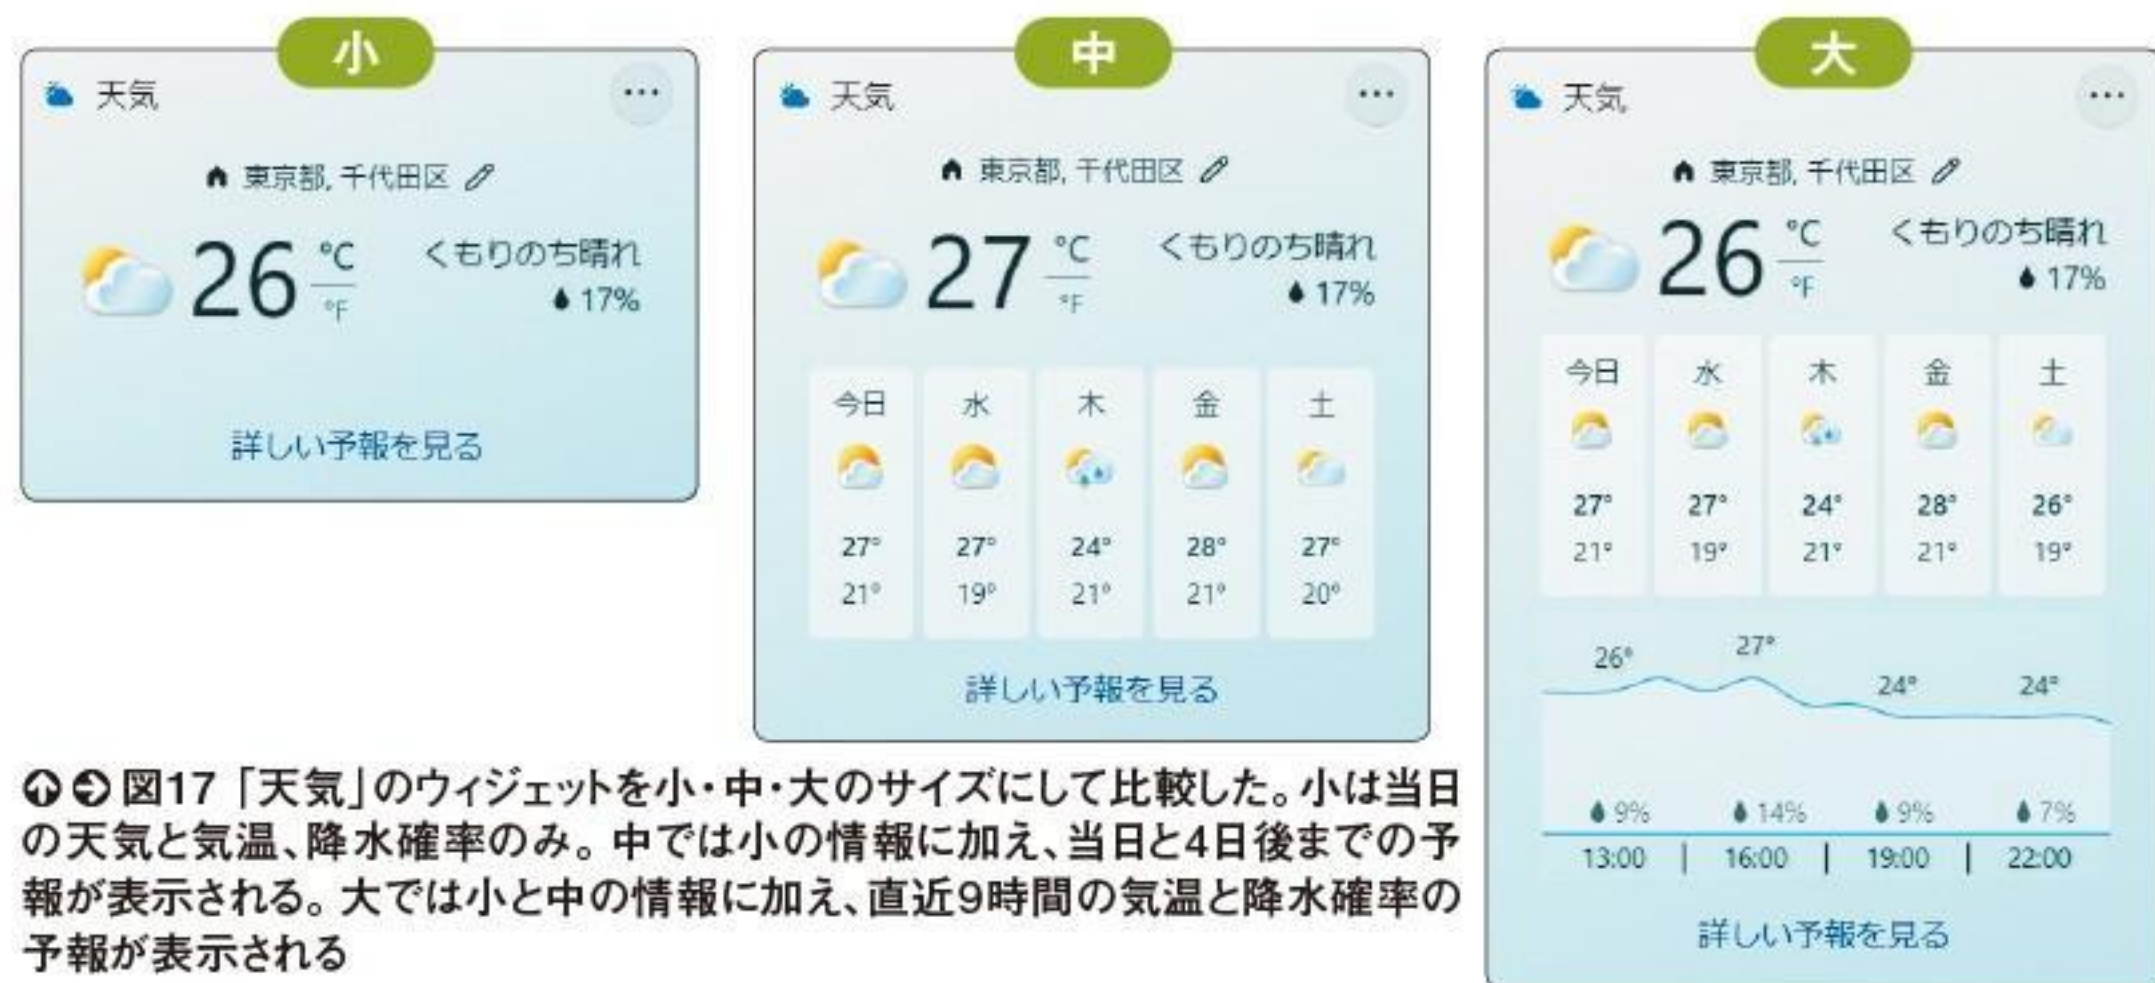 小
天気
東京都, 千代田区
26 °C
°F
くもりのち晴れ
17%
詳しい予報を見る
中
天気
東京都, 千代田区
27 °C
°F
くもりのち晴れ
17%
今日 水 木 金 土
27° 27° 24° 28° 27°
21° 19° 21° 21° 20°
詳しい予報を見る
大
天気
東京都, 千代田区
26 °C
°F
くもりのち晴れ
17%
今日 水 木 金 土
27° 27° 24° 28° 26°
21° 19° 21° 21° 19°
26° 27° 24° 24°
9% 14% 9% 7%
13:00 | 16:00 | 19:00 | 22:00
詳しい予報を見る
図17 「天気」のウィジェットを小・中・大のサイズにして比較した。小は当日
の天気と気温、降水確率のみ。中では小の情報に加え、当日と4日後までの予
報が表示される。大では小と中の情報に加え、直近9時間の気温と降水確率の
予報が表示される